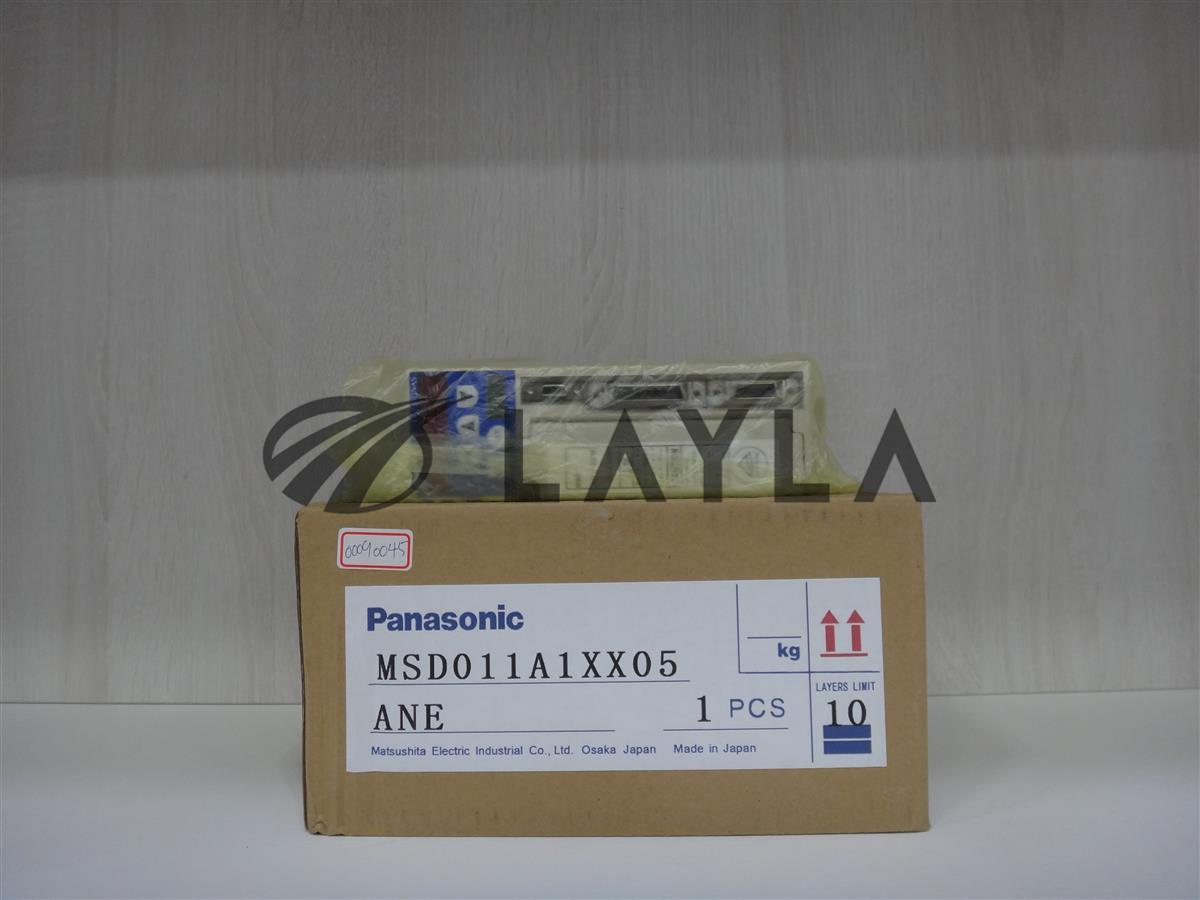 LAYLA
00090045
Panasonic
kg
MSD011A1XX05
LAYERS LIMIT
ANE
1 PCS
10
Matsushita Electric Industrial Co., Ltd. Osaka Japan Made in Japan